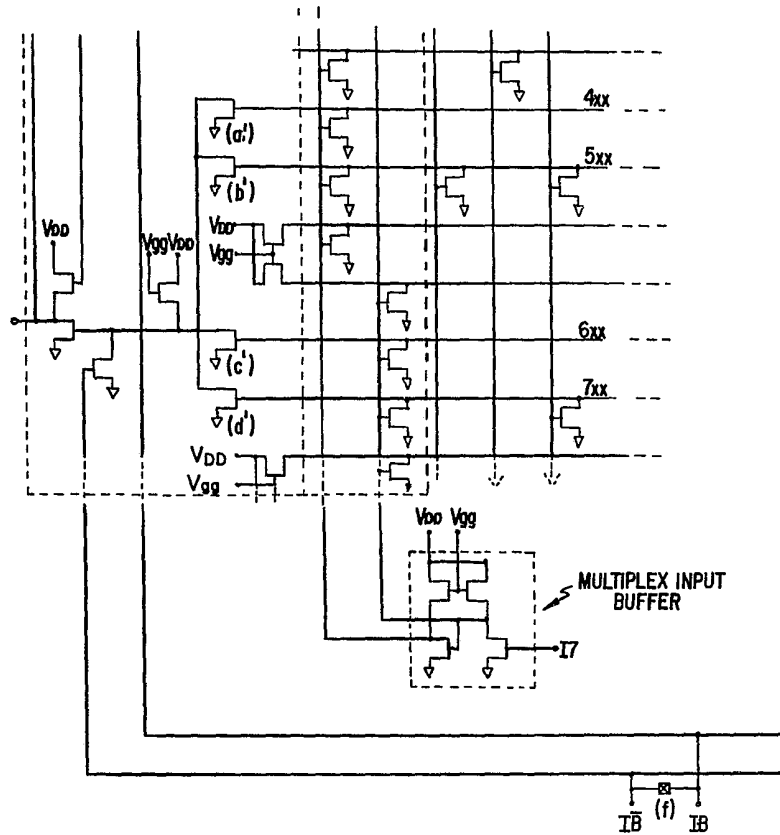 4xx
(a')
5xx
(b')
VDD
Vgg VDD
VDD
Vgg
6xx
(c')
7xx
(d')
VDD
Vgg
VDD Vgg
MULTIPLEX INPUT
BUFFER
I7
(f)
IB̅ IB